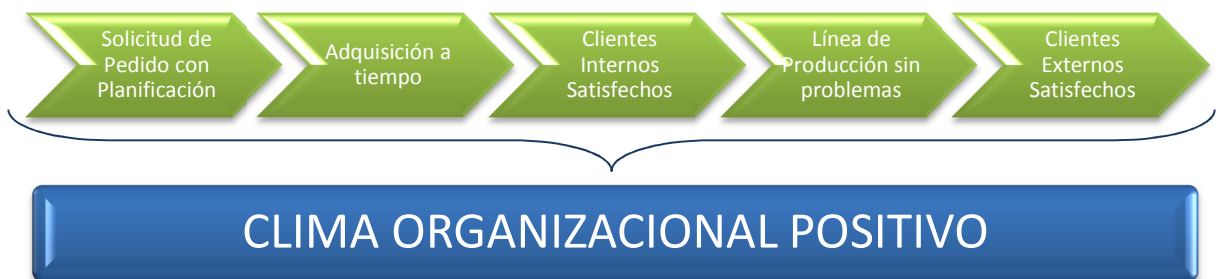 Solicitud de
Pedido con
Planificación
Adquisición a
tiempo
Clientes
Internos
Satisfechos
Línea de
Producción sin
problemas
Clientes
Externos
Satisfechos
CLIMA ORGANIZACIONAL POSITIVO